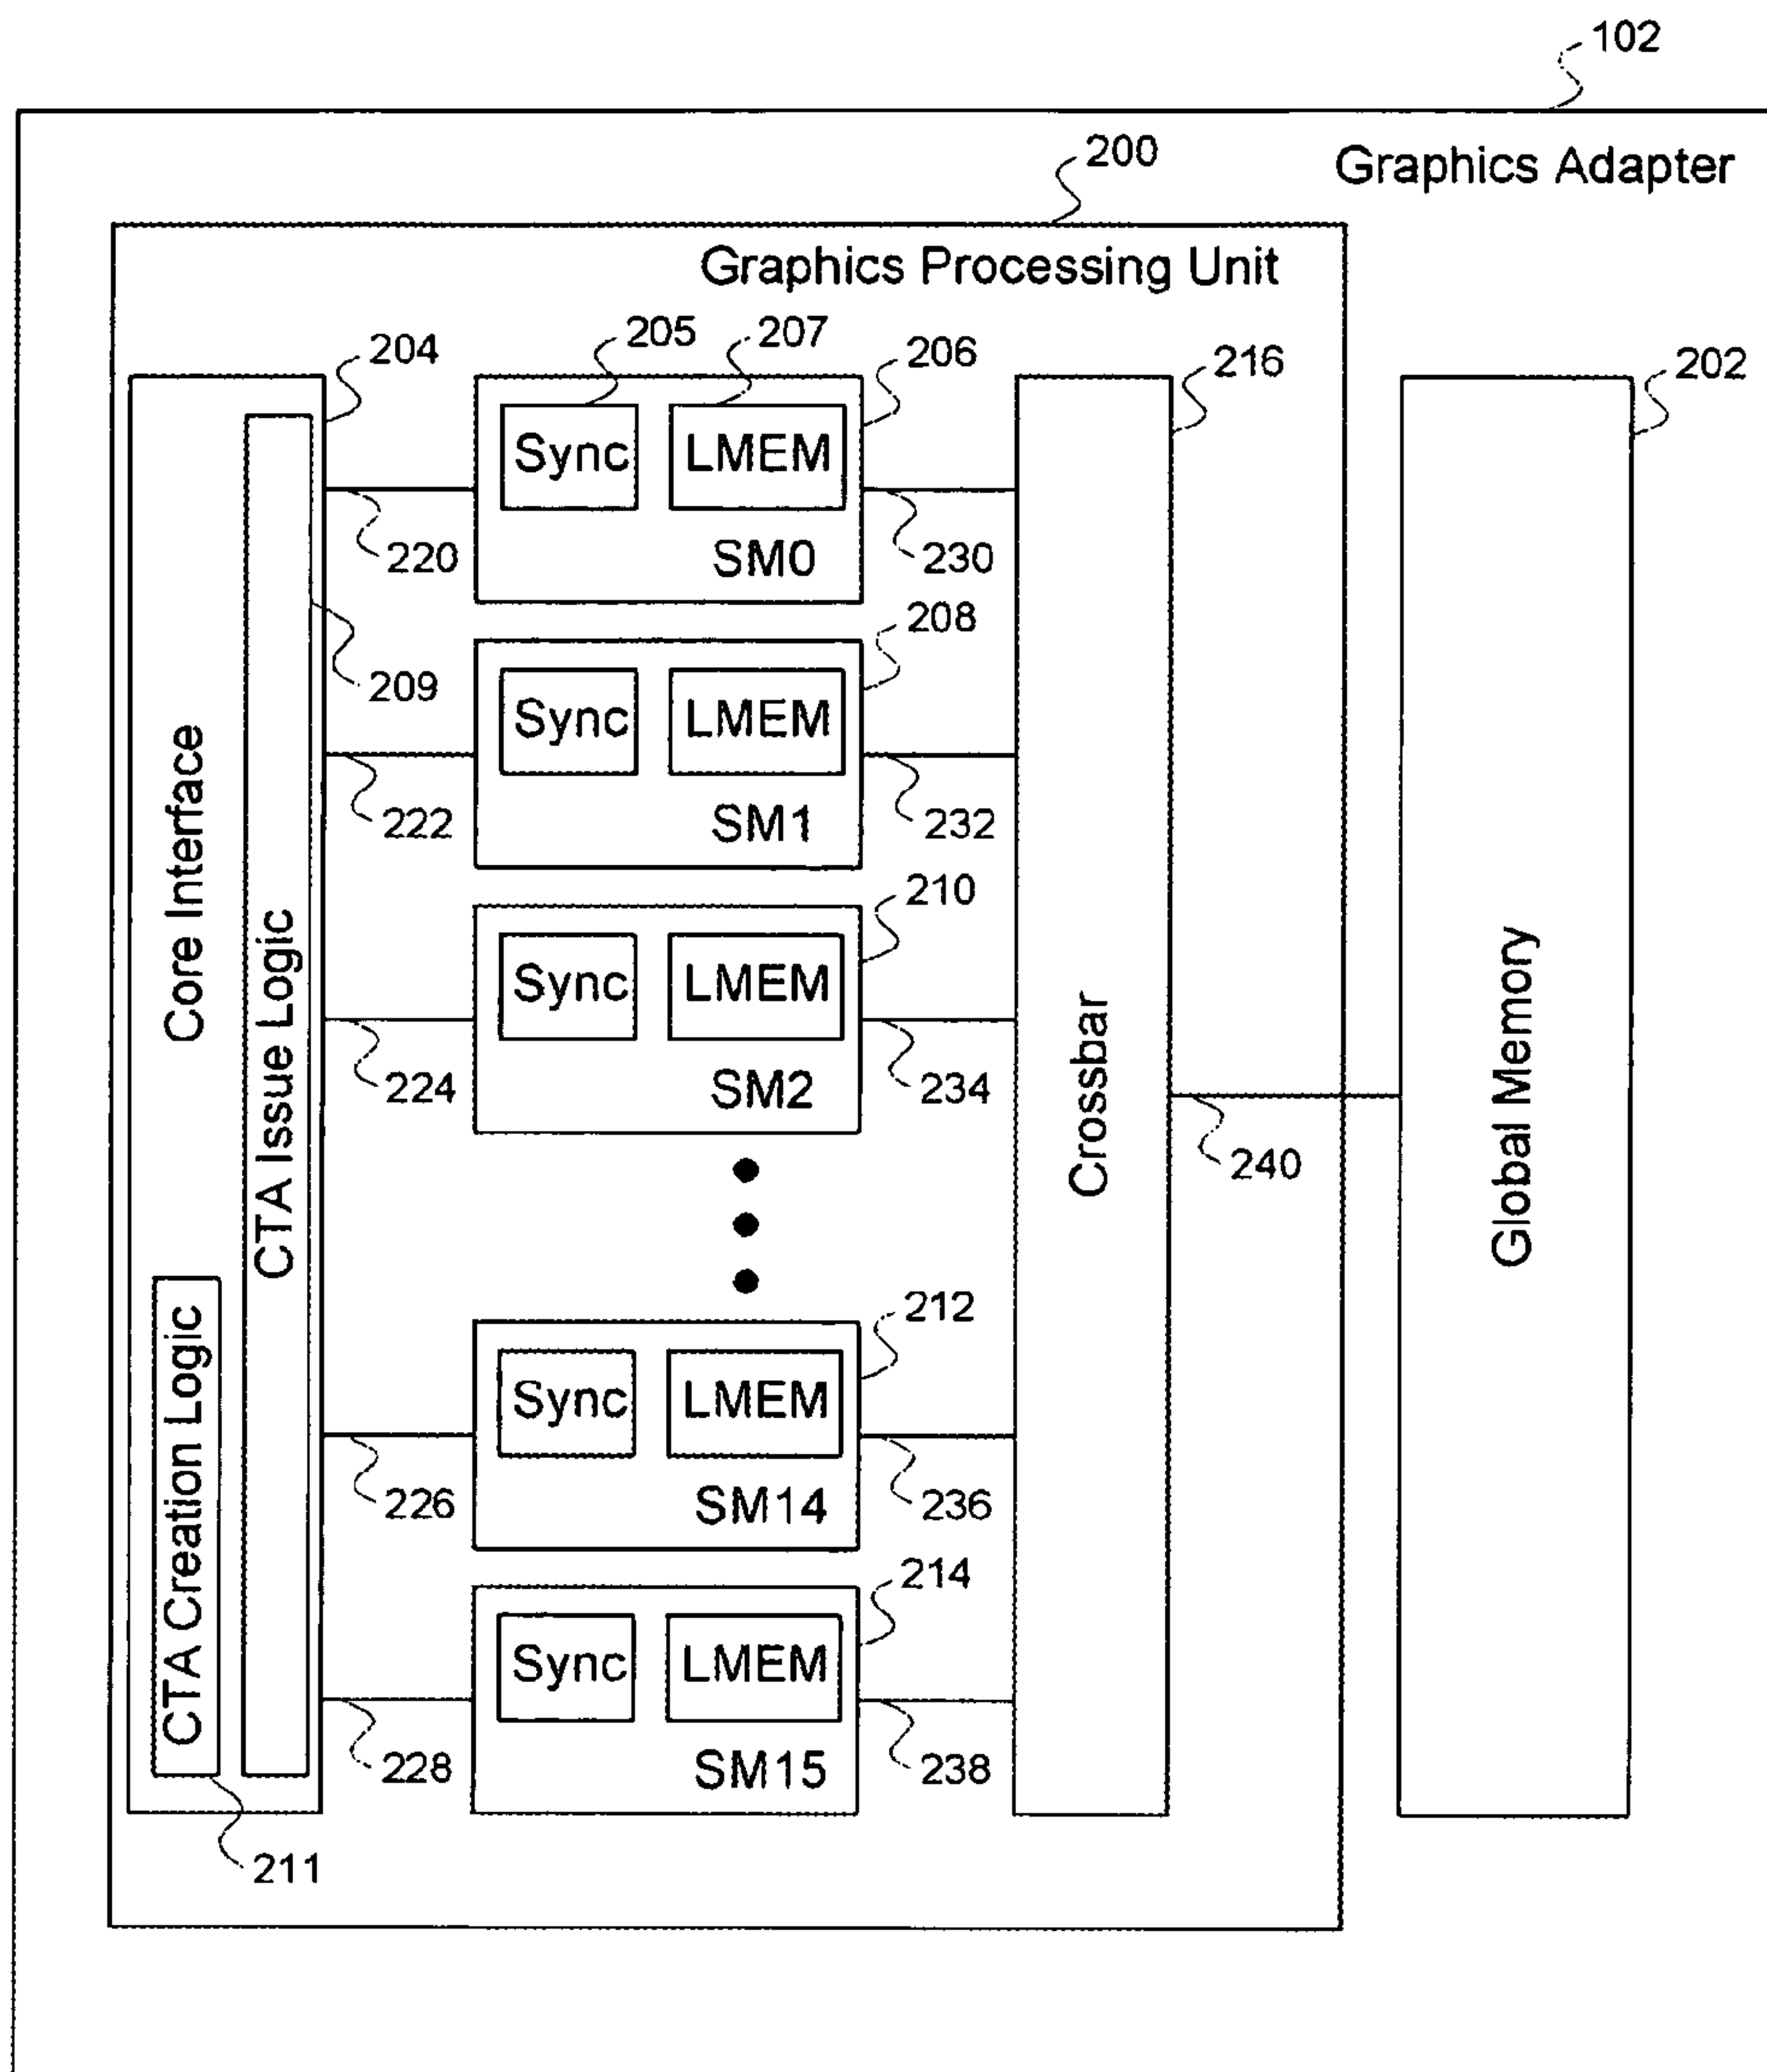 102
Graphics Adapter
200
Graphics Processing Unit
204
205
207
206
216
202
Sync
LMEM
SM0
220
230
209
208
Sync
LMEM
SM1
222
232
210
Sync
LMEM
SM2
224
234
Core Interface
CTA Issue Logic
CTA Creation Logic
Crossbar
240
Global Memory
212
Sync
LMEM
SM14
226
236
214
Sync
LMEM
SM15
228
238
211